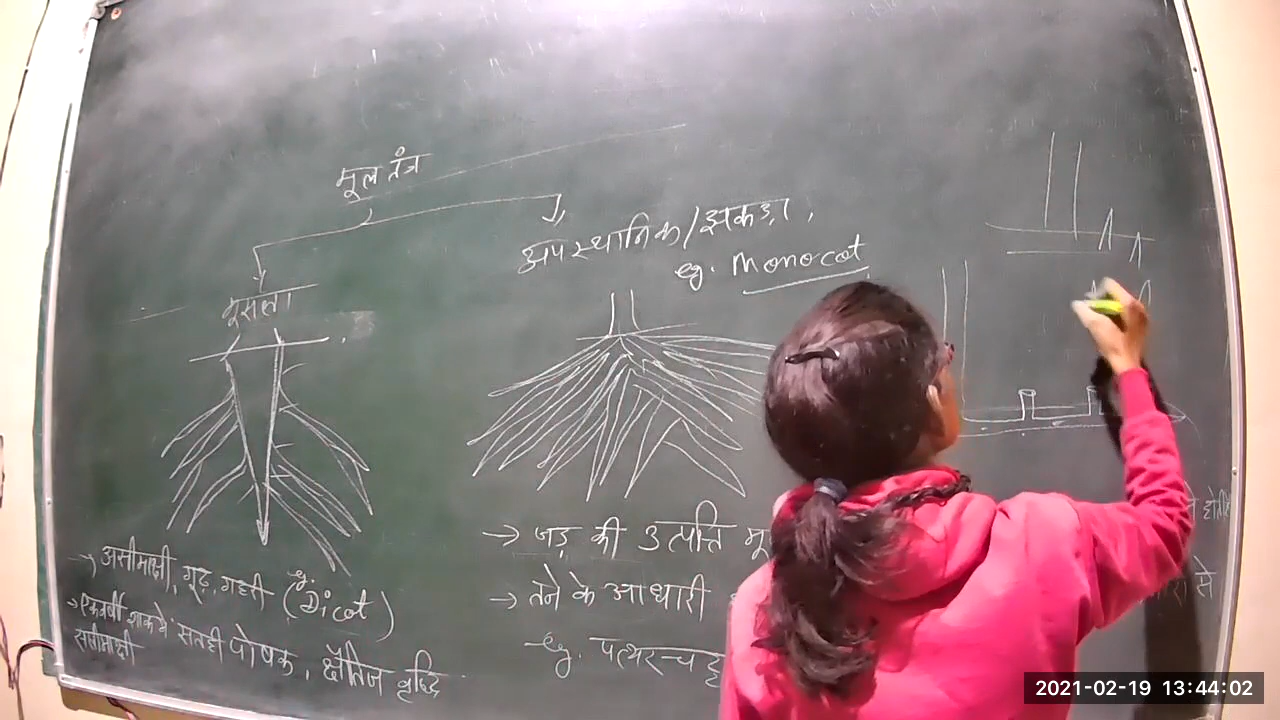 मूल तंत्र
मूसला
अपस्थानिक/झकड़ा,
eg. Monocot
→ असीमाक्षी, गूढ़, गहरी (eg. Dicot)
→ एकवर्षी शाक वे सतही पोषक, क्षैतिज वृद्धि
ससीमाक्षी
→ जड़ की उत्पत्ति मू
→ तने के आधारी
eg. पत्थरचट्टा
होती
से
2021-02-19 13:44:02